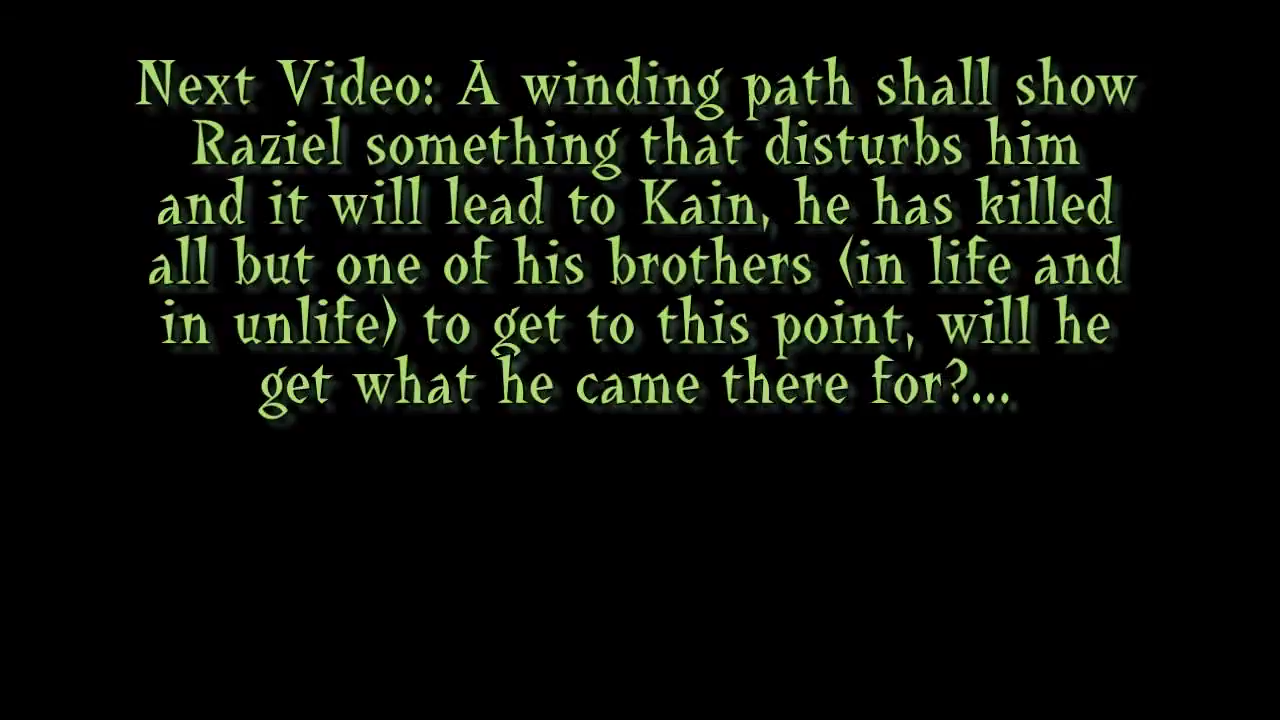 Next Video: A winding path shall show
Raziel something that disturbs him
and it will lead to Kain, he has killed
all but one of his brothers (in life and
in unlife) to get to this point, will he
get what he came there for?...